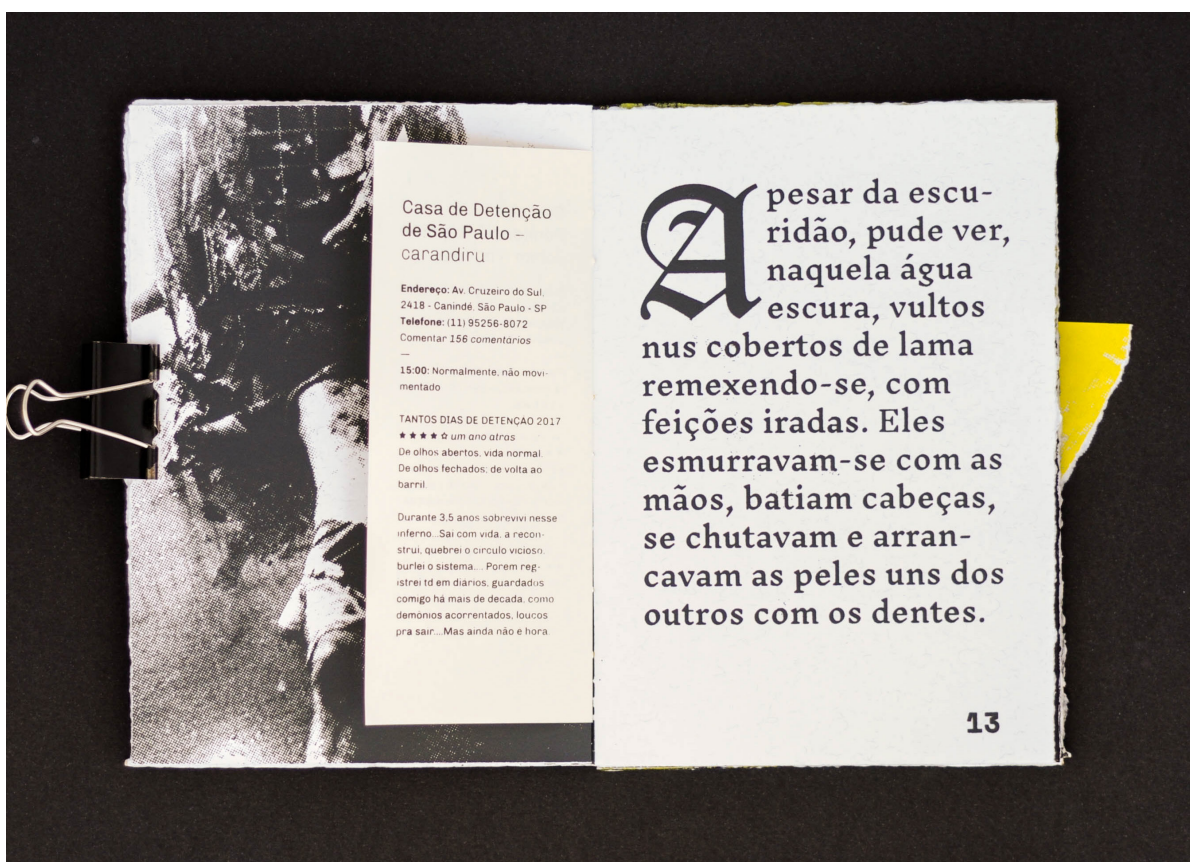 Casa de Detenção
de São Paulo –
carandiru
Endereço: Av. Cruzeiro do Sul,
2418 - Canindé, São Paulo - SP
Telefone: (11) 95256-8072
Comentar 156 comentarios
—
15:00: Normalmente, não movi-
mentado
TANTOS DIAS DE DETENÇÃO 2017
★★★★☆ um ano atras
De olhos abertos, vida normal.
De olhos fechados: de volta ao
barril.
Durante 3,5 anos sobrevivi nesse
inferno...Sai com vida, a recon-
strui, quebrei o circulo vicioso,
burlei o sistema.... Porem reg-
istrei td em diários, guardados
comigo há mais de decada, como
demônios acorrentados, loucos
pra sair....Mas ainda não e hora.
Apesar da escu-
ridão, pude ver,
naquela água
escura, vultos
nus cobertos de lama
remexendo-se, com
feições iradas. Eles
esmurravam-se com as
mãos, batiam cabeças,
se chutavam e arran-
cavam as peles uns dos
outros com os dentes.
13